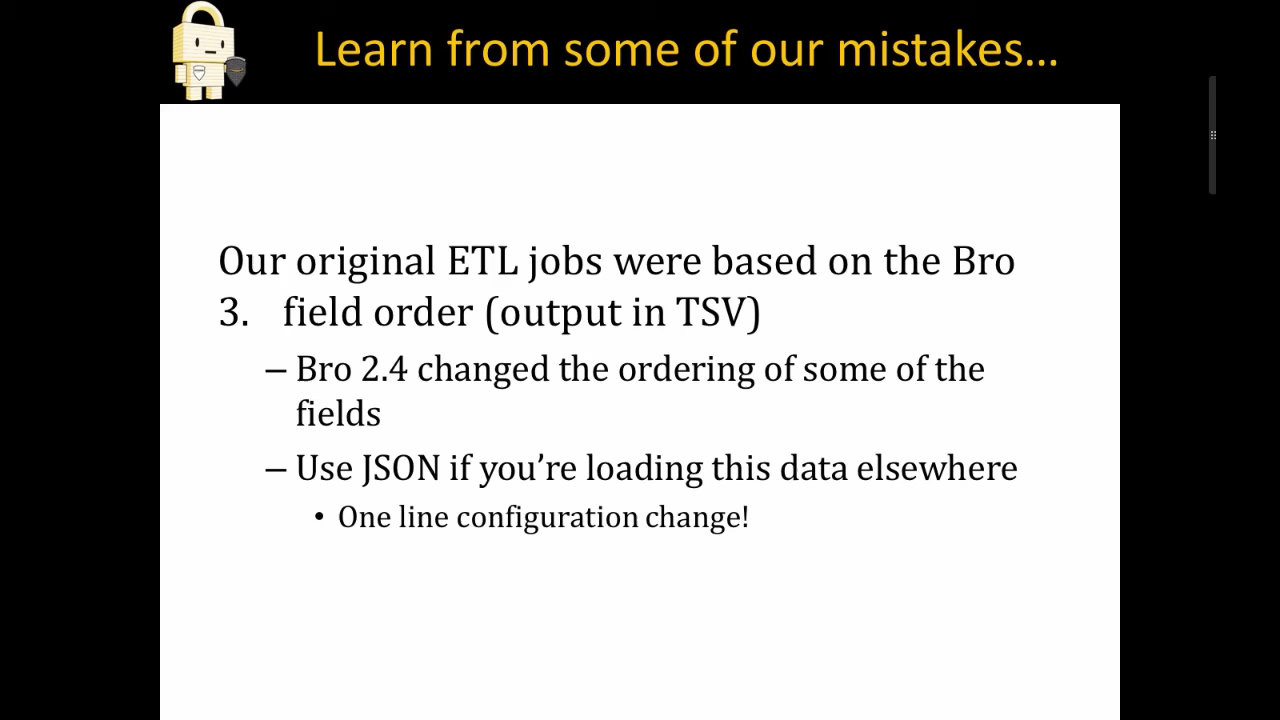 Learn from some of our mistakes...
Our original ETL jobs were based on the Bro
3. field order (output in TSV)
– Bro 2.4 changed the ordering of some of the
fields
– Use JSON if you’re loading this data elsewhere
• One line configuration change!